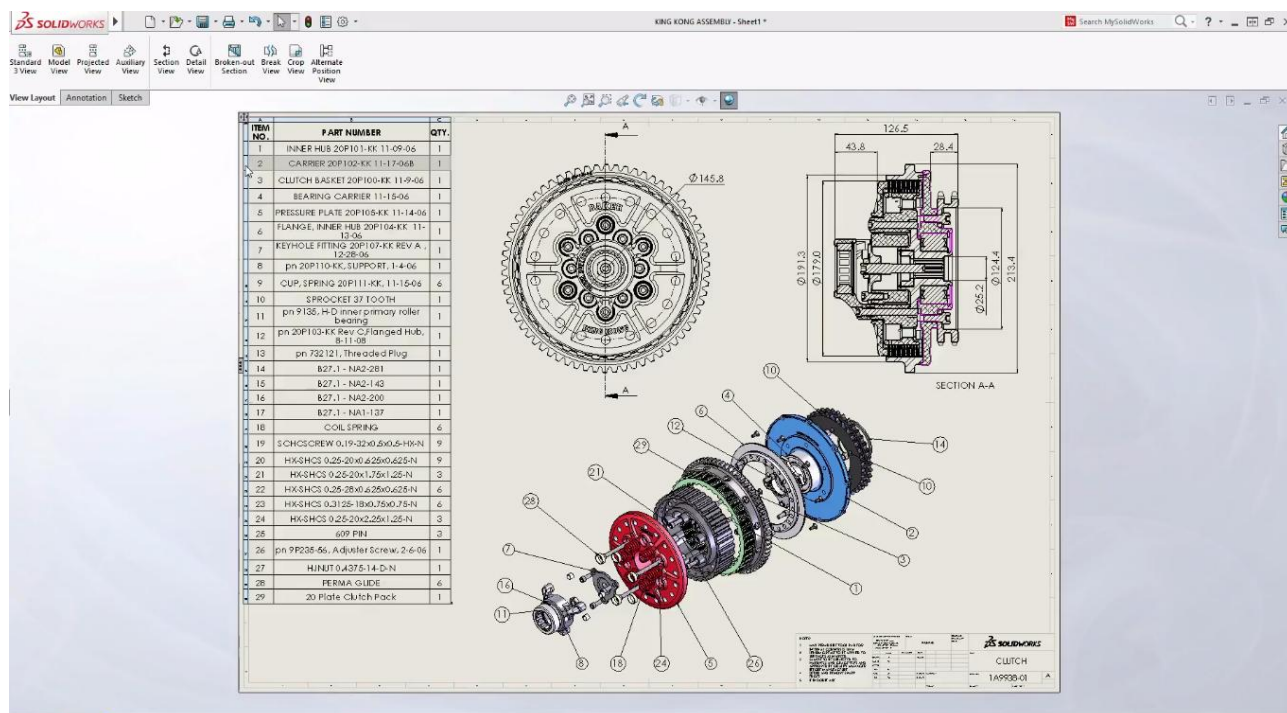 SOLIDWORKS
KING KONG ASSEMBLY - Sheet1 *
Search MySolidWorks
Standard 3 View
Model View
Projected View
Auxiliary View
Section View
Detail View
Broken-out Section
Break View
Crop View
Alternate Position View
View Layout
Annotation
Sketch
ITEM NO. PART NUMBER QTY.
1 INNER HUB 20P101-KK 11-09-06 1
2 CARRIER 20P102-KK 11-17-06B 1
3 CLUTCH BASKET 20P100-KK 11-9-06 1
4 BEARING CARRIER 11-15-06 1
5 PRESSURE PLATE 20P105-KK 11-14-06 1
6 FLANGE, INNER HUB 20P104-KK 11-13-06 1
7 KEYHOLE FITTING 20P107-KK REV A , 12-28-06 1
8 pn 20P110-KK, SUPPORT, 1-4-06 1
9 CUP, SPRING 20P111-KK, 11-15-06 6
10 SPROCKET 37 TOOTH 1
11 pn 9135, H-D inner primary roller bearing 1
12 pn 20P103-KK Rev C,Flanged Hub, 8-11-08 1
13 pn 732121, Threaded Plug 1
14 B27.1 - NA2-281 1
15 B27.1 - NA2-143 1
16 B27.1 - NA2-200 1
17 B27.1 - NA1-137 1
18 COIL SPRING 6
19 SCHCSCREW 0.19-32x0.5x0.5-HX-N 9
20 HX-SHCS 0.25-20x0.625x0.625-N 9
21 HX-SHCS 0.25-20x1.75x1.25-N 3
22 HX-SHCS 0.25-28x0.625x0.625-N 6
23 HX-SHCS 0.3125-18x0.75x0.75-N 6
24 HX-SHCS 0.25-20x2.25x1.25-N 3
25 609 PIN 3
26 pn 9P235-56, Adjuster Screw, 2-6-06 1
27 HJNUT 0.4375-14-D-N 1
28 PERMA GLIDE 6
29 20 Plate Clutch Pack 1
A
Ø145.8
BAKER
KING KONG
A
126.5
43.8
28.4
Ø191.3
Ø179.0
Ø25.2
Ø124.4
213.4
SECTION A-A
10
4
6
12
14
29
21
10
28
2
3
7
1
16
11
8
18
24
5
26
SOLIDWORKS
CLUTCH
1A9938-01
A